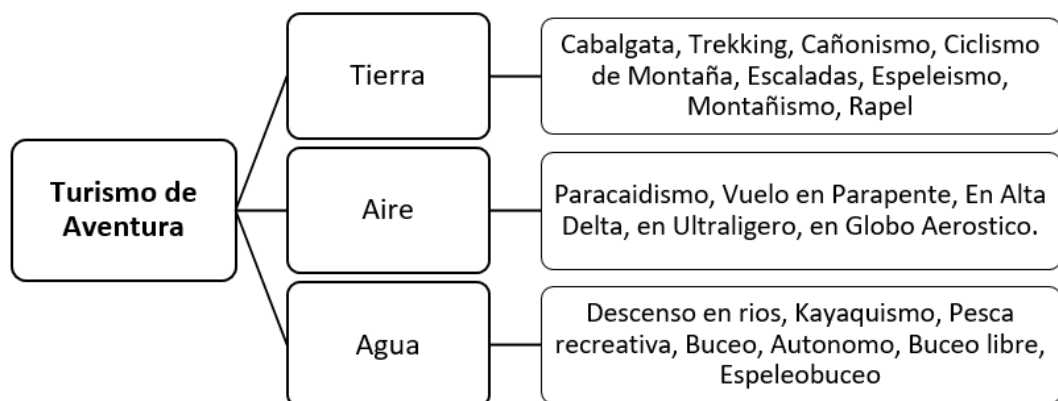 Turismo de
Aventura
Tierra
Cabalgata, Trekking, Cañonismo, Ciclismo
de Montaña, Escaladas, Espeleismo,
Montañismo, Rapel
Aire
Paracaidismo, Vuelo en Parapente, En Alta
Delta, en Ultraligero, en Globo Aerostico.
Agua
Descenso en rios, Kayaquismo, Pesca
recreativa, Buceo, Autonomo, Buceo libre,
Espeleobuceo